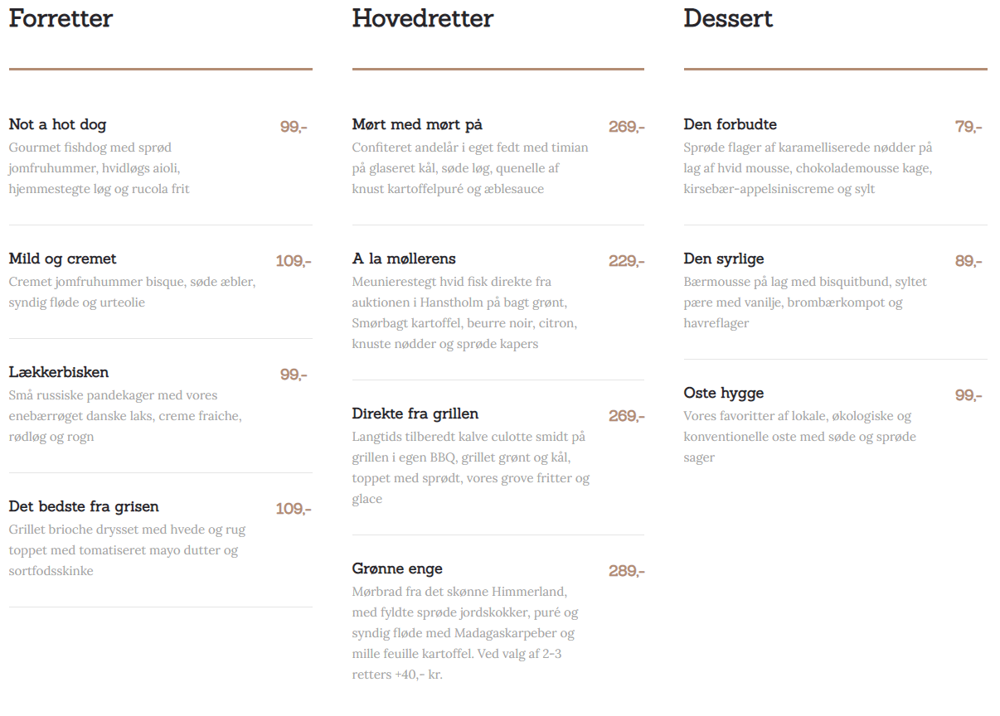 Forretter
Not a hot dog
99,-
Gourmet fishdog med sprød
jomfruhummer, hvidløgs aioli,
hjemmestegte løg og rucola frit
Mild og cremet
109,-
Cremet jomfruhummer bisque, søde æbler,
syndig fløde og urteolie
Lækkerbisken
99,-
Små russiske pandekager med vores
enebærrøget danske laks, creme fraiche,
rødløg og rogn
Det bedste fra grisen
109,-
Grillet brioche drysset med hvede og rug
toppet med tomatiseret mayo dutter og
sortfodsskinke
Hovedretter
Mørt med mørt på
269,-
Confiteret andelår i eget fedt med timian
på glaseret kål, søde løg, quenelle af
knust kartoffelpuré og æblesauce
A la møllerens
229,-
Meunierestegt hvid fisk direkte fra
auktionen i Hanstholm på bagt grønt,
Smørbagt kartoffel, beurre noir, citron,
knuste nødder og sprøde kapers
Direkte fra grillen
269,-
Langtids tilberedt kalve culotte smidt på
grillen i egen BBQ, grillet grønt og kål,
toppet med sprødt, vores grove fritter og
glace
Grønne enge
289,-
Mørbrad fra det skønne Himmerland,
med fyldte sprøde jordskokker, puré og
syndig fløde med Madagaskarpeber og
mille feuille kartoffel. Ved valg af 2-3
retters +40,- kr.
Dessert
Den forbudte
79,-
Sprøde flager af karamelliserede nødder på
lag af hvid mousse, chokolademousse kage,
kirsebær-appelsiniscreme og sylt
Den syrlige
89,-
Bærmousse på lag med bisquitbund, syltet
pære med vanilje, brombærkompot og
havreflager
Oste hygge
99,-
Vores favoritter af lokale, økologiske og
konventionelle oste med søde og sprøde
sager